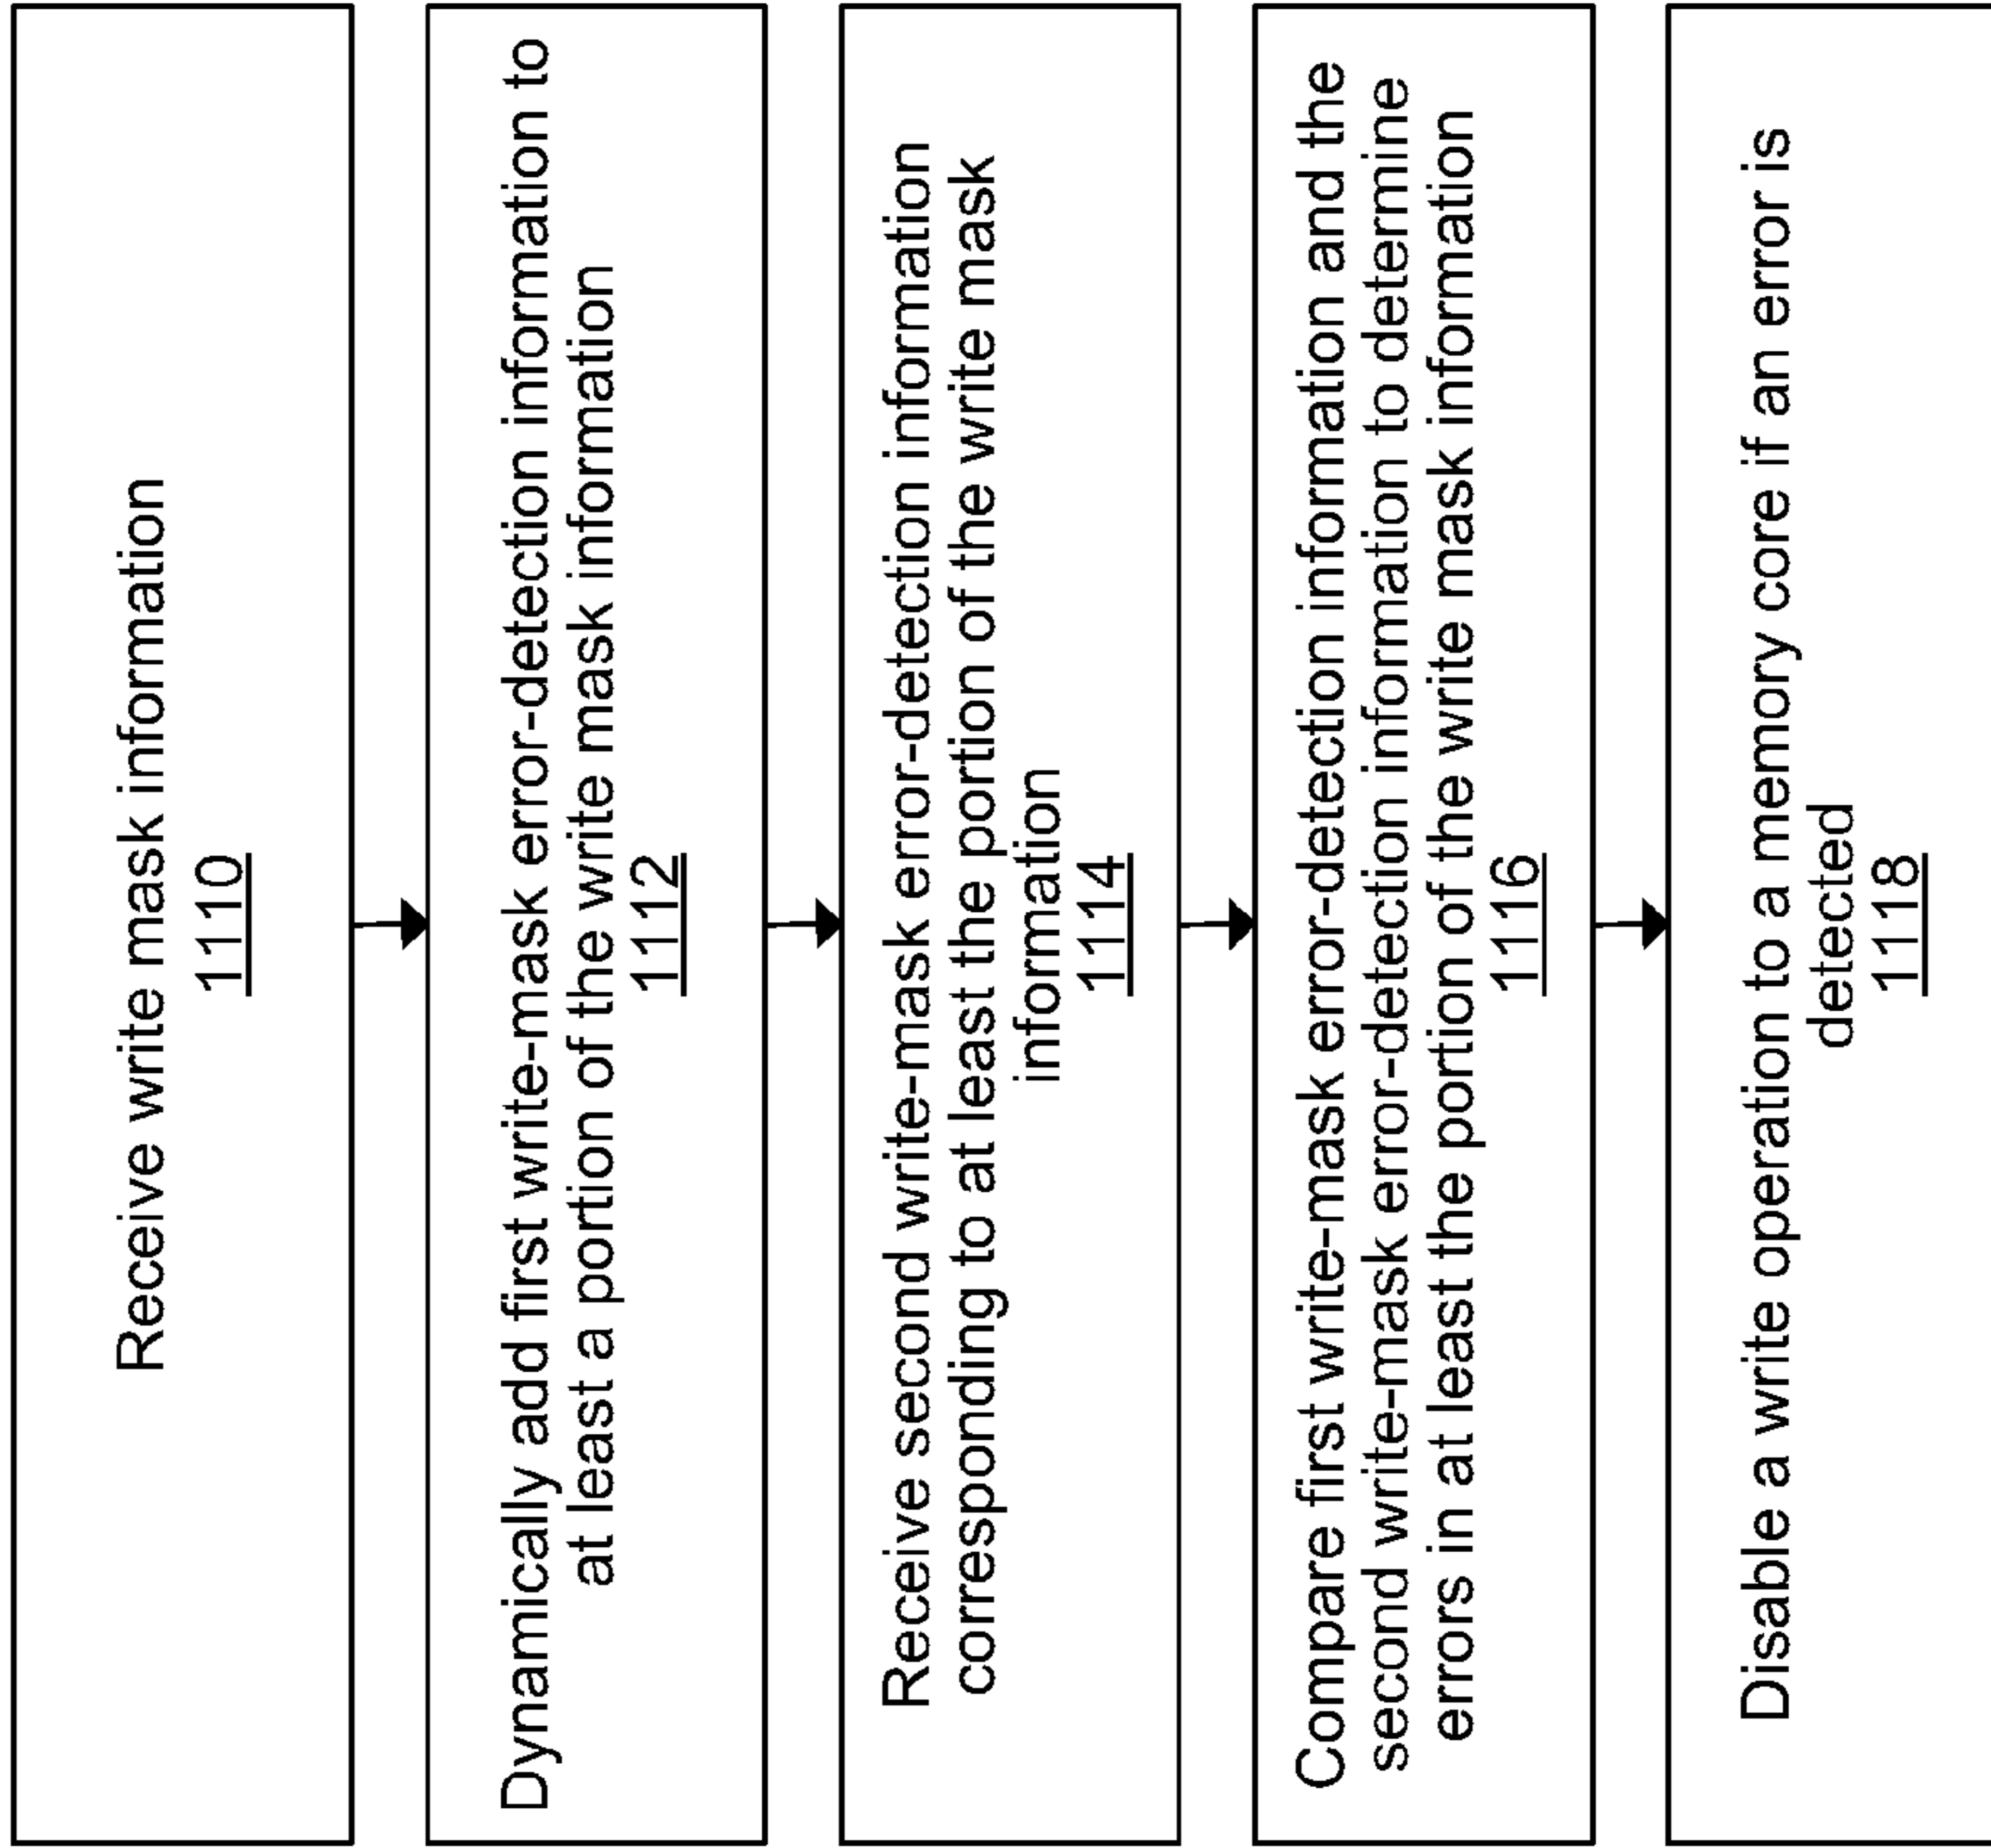 Receive write mask information
1110
Dynamically add first write-mask error-detection information to
at least a portion of the write mask information
1112
Receive second write-mask error-detection information
corresponding to at least the portion of the write mask
information
1114
Compare first write-mask error-detection information and the
second write-mask error-detection information to determine
errors in at least the portion of the write mask information
1116
Disable a write operation to a memory core if an error is
detected
1118